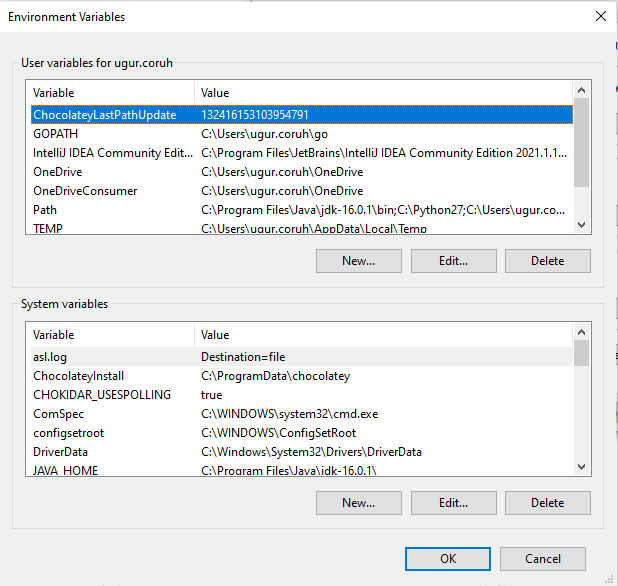 Environment Variables
User variables for ugur.coruh
Variable Value
ChocolateyLastPathUpdate 132416153103954791
GOPATH C:\Users\ugur.coruh\go
IntelliJ IDEA Community Edit... C:\Program Files\JetBrains\IntelliJ IDEA Community Edition 2021.1.1...
OneDrive C:\Users\ugur.coruh\OneDrive
OneDriveConsumer C:\Users\ugur.coruh\OneDrive
Path C:\Program Files\Java\jdk-16.0.1\bin;C:\Python27;C:\Users\ugur.co...
TEMP C:\Users\ugur.coruh\AppData\Local\Temp
New... Edit... Delete
System variables
Variable Value
asl.log Destination=file
ChocolateyInstall C:\ProgramData\chocolatey
CHOKIDAR_USESPOLLING true
ComSpec C:\WINDOWS\system32\cmd.exe
configsetroot C:\WINDOWS\ConfigSetRoot
DriverData C:\Windows\System32\Drivers\DriverData
JAVA_HOME C:\Program Files\Java\jdk-16.0.1\
New... Edit... Delete
OK Cancel